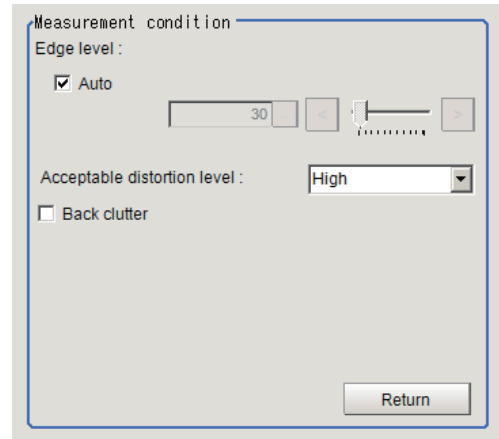 Measurement condition
Edge level :
Auto
30 - < >
Acceptable distortion level : High
Back clutter
Return